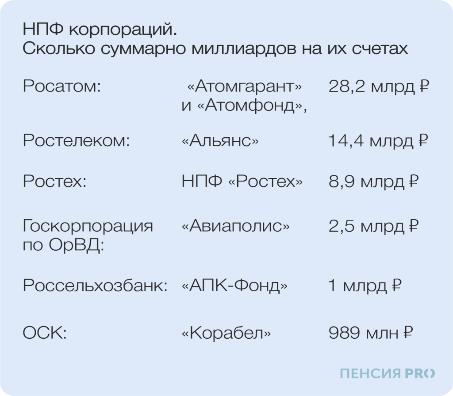 НПФ корпораций.
Сколько суммарно миллиардов на их счетах
Росатом: «Атомгарант» 28,2 млрд ₽
и «Атомфонд»,
Ростелеком: «Альянс» 14,4 млрд ₽
Ростех: НПФ «Ростех» 8,9 млрд ₽
Госкорпорация «Авиаполис» 2,5 млрд ₽
по ОрВД:
Россельхозбанк: «АПК-Фонд» 1 млрд ₽
ОСК: «Корабел» 989 млн ₽
ПЕНСИЯ PRO